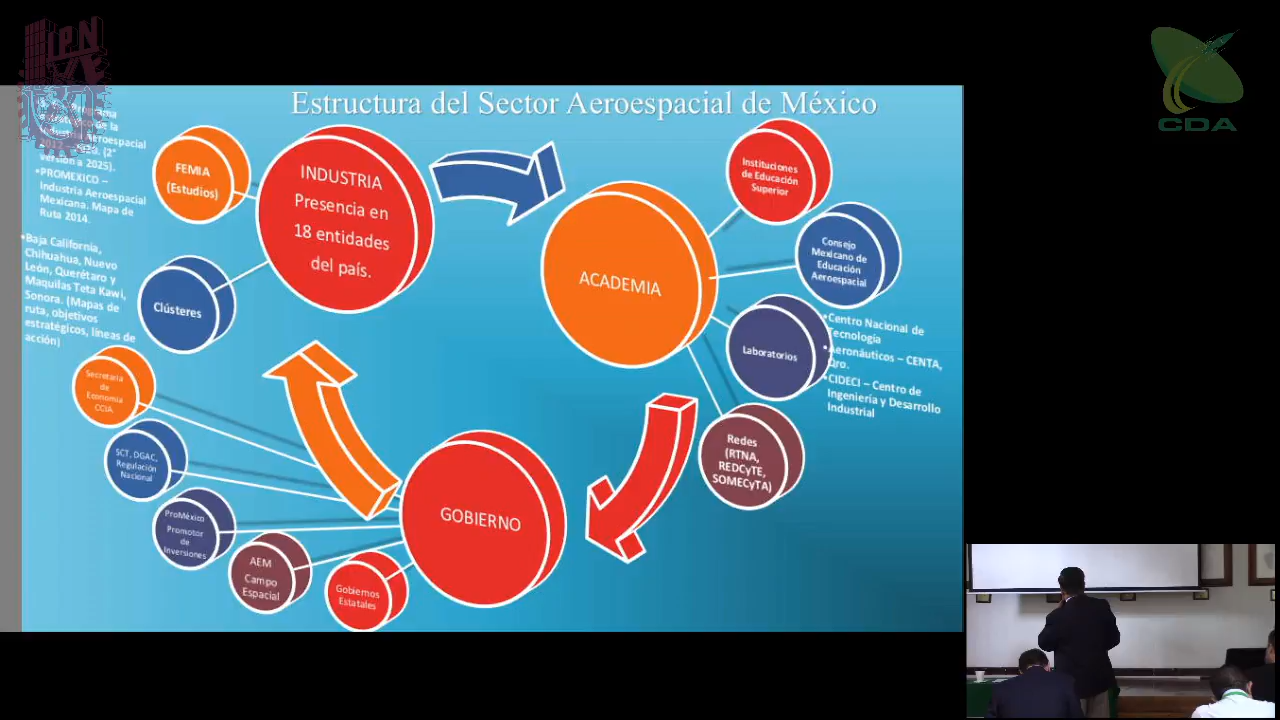 IPN
CDA
Estructura del Sector Aeroespacial de México
Industria Aeroespacial
versión a 2025).
•PROMEXICO –
Industria Aeroespacial
Mexicana. Mapa de
Ruta 2014.
•Baja California,
Chihuahua, Nuevo
León, Querétaro y
Maquilas Teta Kawi,
Sonora. (Mapas de
ruta, objetivos
estratégicos, líneas de
acción)
FEMIA
(Estudios)
Clústeres
INDUSTRIA
Presencia en
18 entidades
del país.
ACADEMIA
Instituciones
de Educación
Superior
Consejo
Mexicano de
Educación
Aeroespacial
Laboratorios
•Centro Nacional de
Tecnología
•Aeronáuticos – CENTA,
Qro.
•CIDECI – Centro de
Ingeniería y Desarrollo
Industrial
Redes
(RTNA,
REDCyTE,
SOMECyTA)
GOBIERNO
Secretaría
de
Economía
CCIA
SCT, DGAC,
Regulación
Nacional
ProMéxico
Promotor
de
Inversiones
AEM
Campo
Espacial
Gobiernos
Estatales